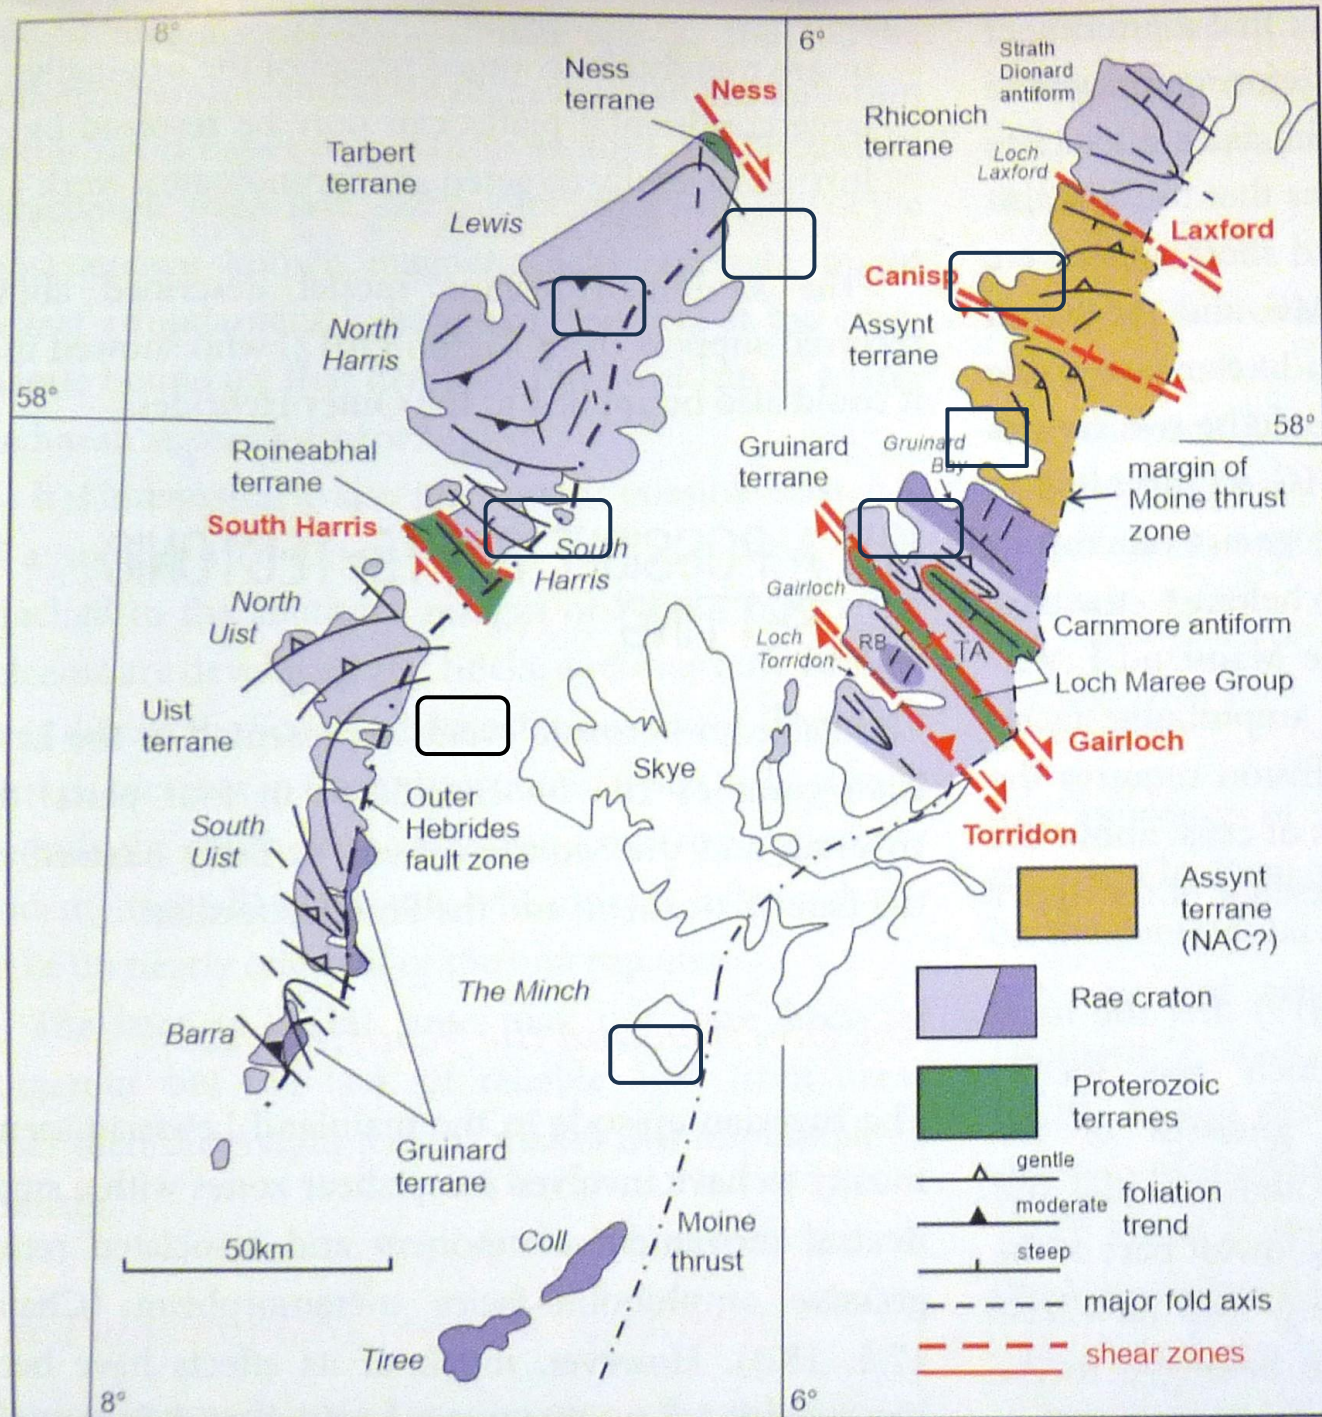 8°
6°
Ness
terrane
Ness
Strath
Dionard
antiform
Rhiconich
terrane
Loch
Laxford
Tarbert
terrane
Lewis
Laxford
Canisp
Assynt
terrane
North
Harris
58°
58°
Roineabhal
terrane
Gruinard
terrane
Gruinard
Bay
margin of
Moine thrust
zone
South Harris
South
Harris
North
Uist
Gairloch
Loch
Torridon
RB
TA
Carnmore antiform
Loch Maree Group
Uist
terrane
Skye
Gairloch
Outer
Hebrides
fault zone
South
Uist
Torridon
Assynt
terrane
(NAC?)
The Minch
Rae craton
Barra
Proterozoic
terranes
Gruinard
terrane
gentle
moderate
foliation
trend
steep
Coll
Moine
thrust
50km
major fold axis
Tiree
shear zones
8°
6°